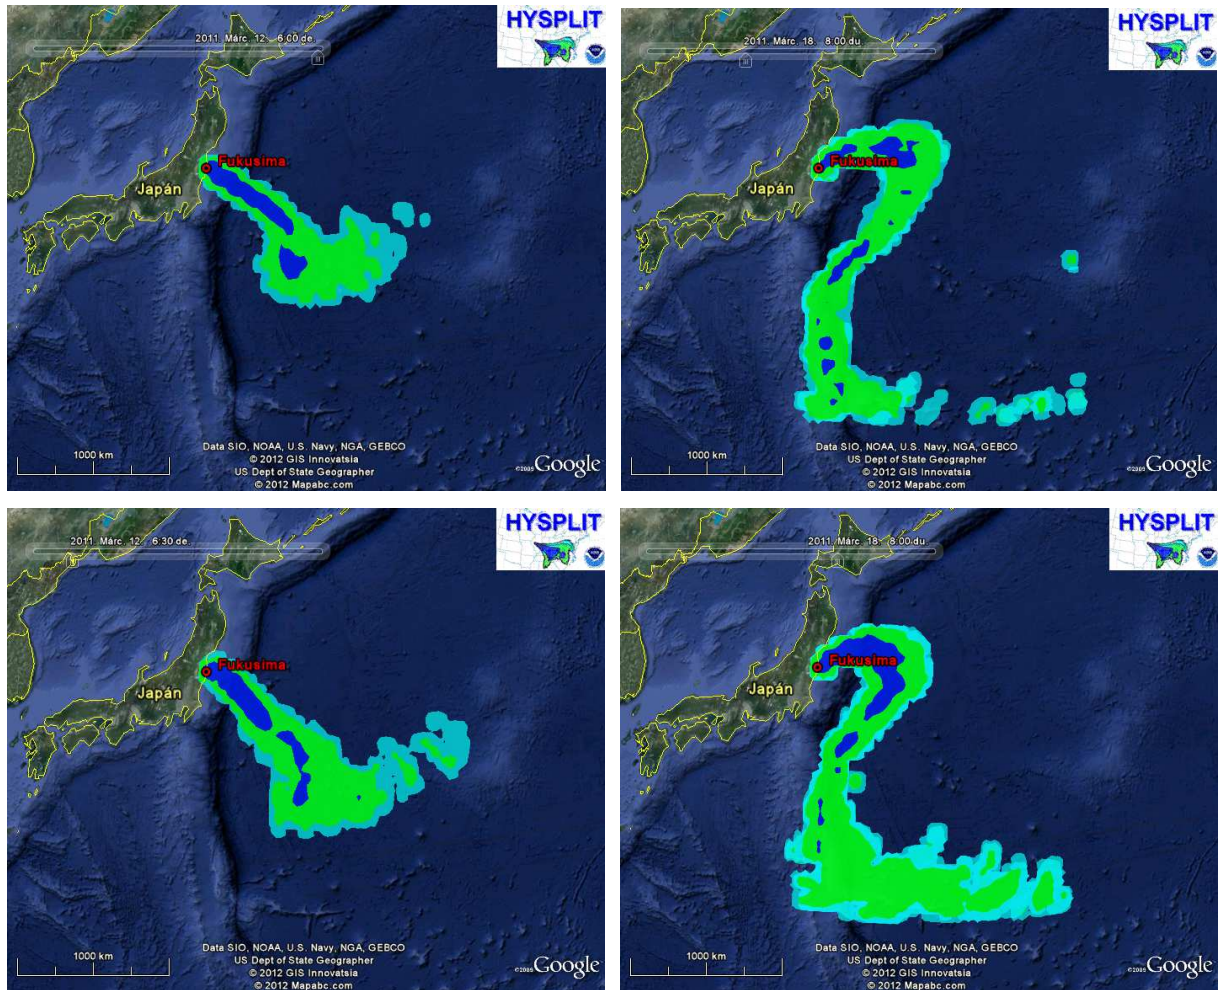 2011. Márc. 12. 6:00 de.
HYSPLIT
Fukusima
Japán
1000 km
Data SIO, NOAA, U.S. Navy, NGA, GEBCO
© 2012 GIS Innovatsia
US Dept of State Geographer
© 2012 Mapabc.com
©2009 Google
2011. Márc. 18. 8:00 du
HYSPLIT
Fukusima
Japán
1000 km
Data SIO, NOAA, U.S. Navy, NGA, GEBCO
© 2012 GIS Innovatsia
US Dept of State Geographer
© 2012 Mapabc.com
©2009 Google
2011. Márc. 12. 6:30 de.
HYSPLIT
Fukusima
Japán
1000 km
Data SIO, NOAA, U.S. Navy, NGA, GEBCO
© 2012 GIS Innovatsia
US Dept of State Geographer
© 2012 Mapabc.com
©2009 Google
2011. Márc. 18. 8:00 du
HYSPLIT
Fukusima
Japán
1000 km
Data SIO, NOAA, U.S. Navy, NGA, GEBCO
© 2012 GIS Innovatsia
US Dept of State Geographer
© 2012 Mapabc.com
©2009 Google